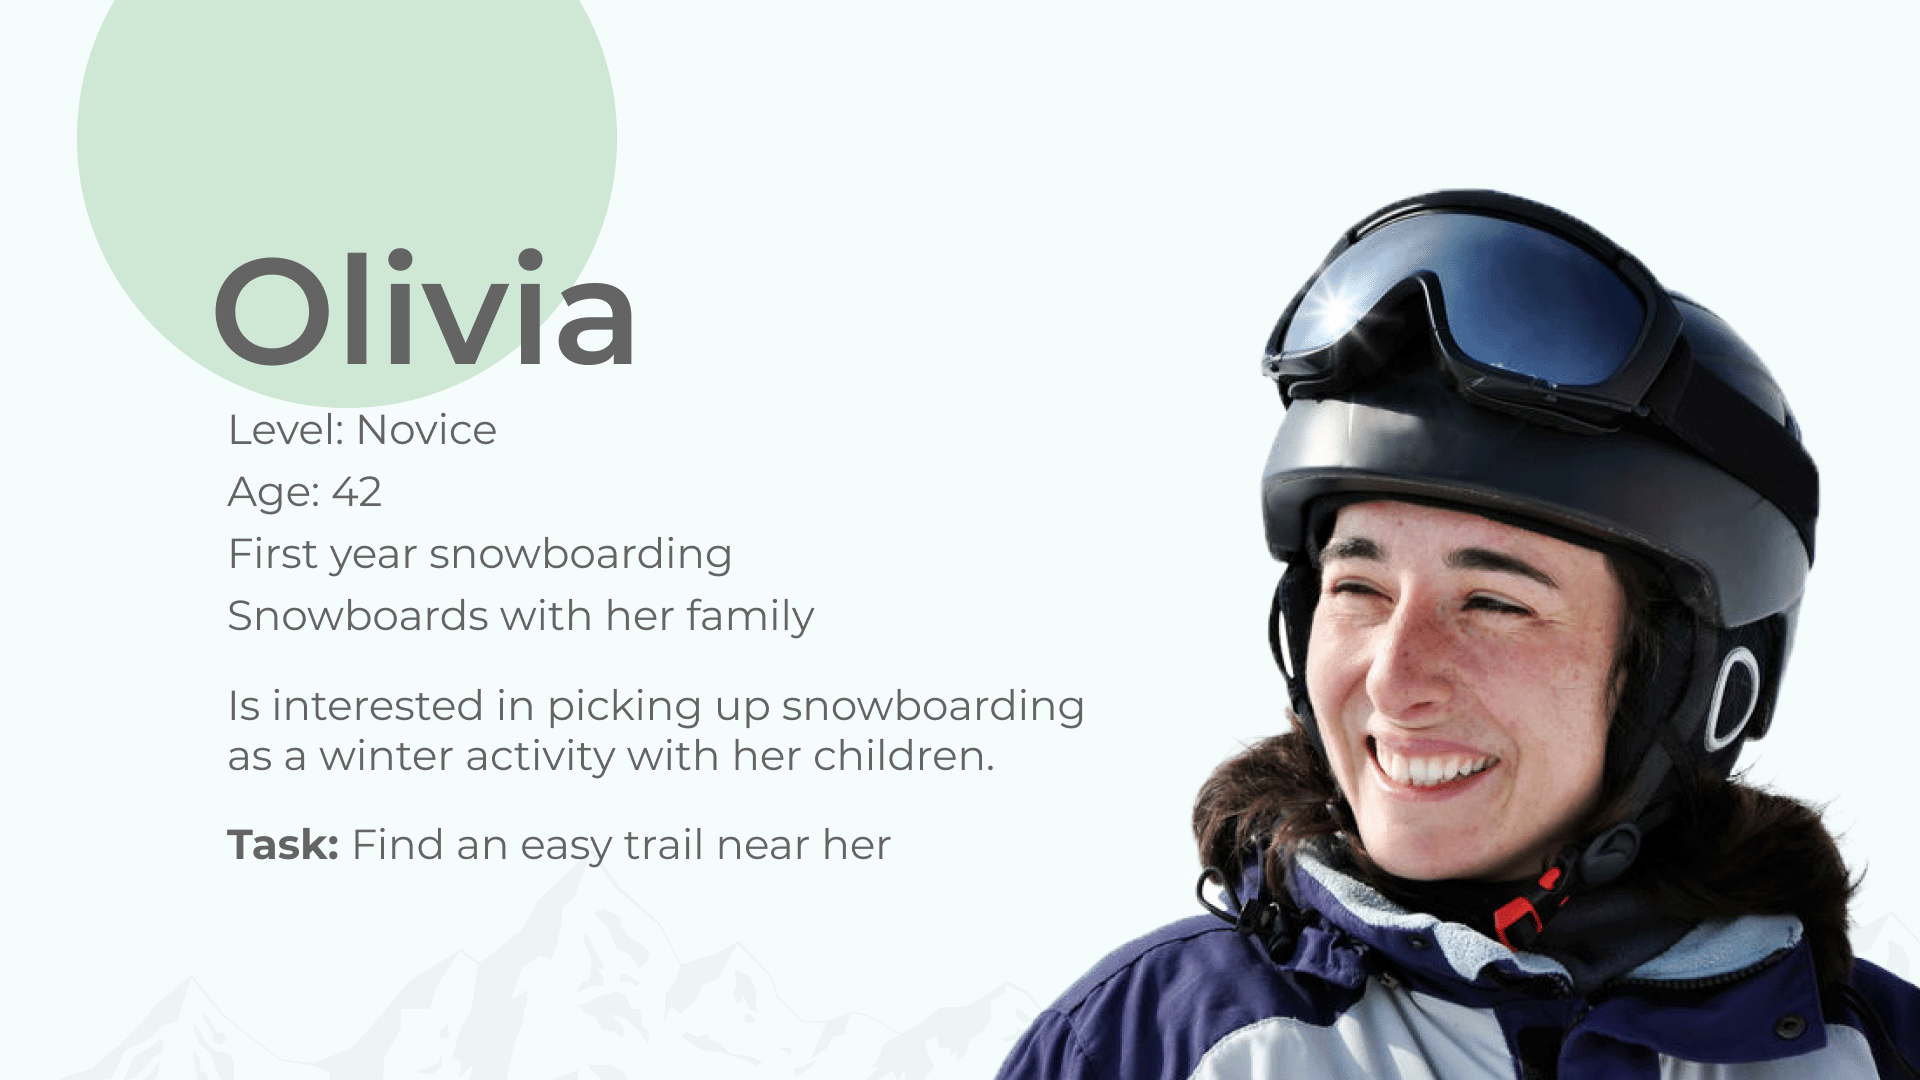 Olivia
Level: Novice
Age: 42
First year snowboarding
Snowboards with her family
Is interested in picking up snowboarding
as a winter activity with her children.
Task: Find an easy trail near her